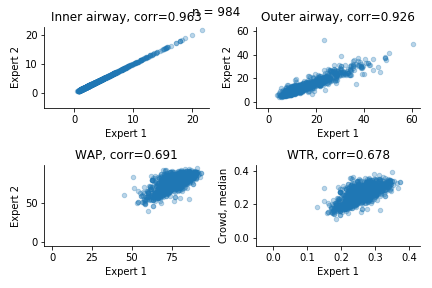 n = 984
Inner airway, corr=0.963
Outer airway, corr=0.926
Expert 2
20
10
0
0
10
20
Expert 1
Expert 2
60
40
20
0
0
20
40
60
Expert 1
WAP, corr=0.691
WTR, corr=0.678
Expert 2
50
0
0
25
50
75
Expert 1
Crowd, median
0.4
0.2
0.0
0.0
0.1
0.2
0.3
0.4
Expert 1